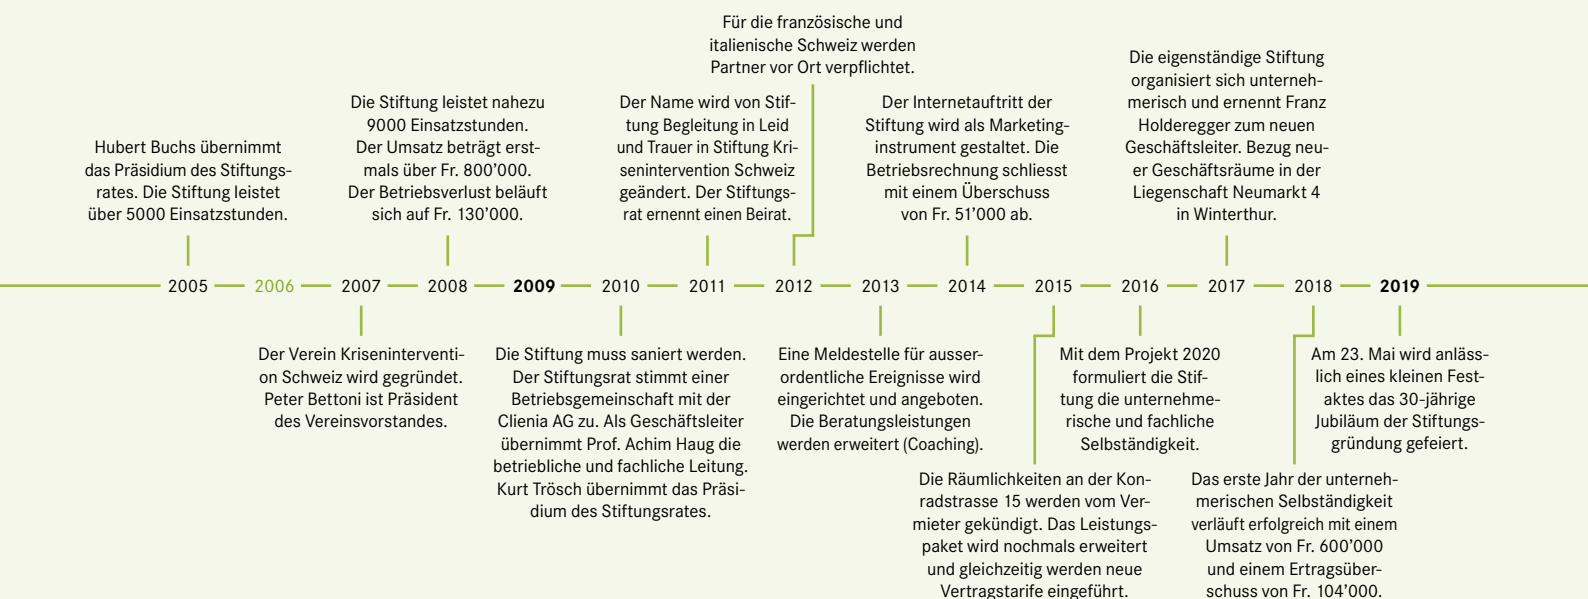 Für die französische und
italienische Schweiz werden
Partner vor Ort verpflichtet.
Die eigenständige Stiftung
organisiert sich unterneh-
merisch und ernennt Franz
Holderegger zum neuen
Geschäftsleiter. Bezug neu-
er Geschäftsräume in der
Liegenschaft Neumarkt 4
in Winterthur.
Hubert Buchs übernimmt
das Präsidium des Stiftungs-
rates. Die Stiftung leistet
über 5000 Einsatzstunden.
Die Stiftung leistet nahezu
9000 Einsatzstunden.
Der Umsatz beträgt erst-
mals über Fr. 800’000.
Der Betriebsverlust beläuft
sich auf Fr. 130’000.
Der Name wird von Stif-
tung Begleitung in Leid
und Trauer in Stiftung Kri-
senintervention Schweiz
geändert. Der Stiftungs-
rat ernennt einen Beirat.
Der Internetauftritt der
Stiftung wird als Marketing-
instrument gestaltet. Die
Betriebsrechnung schliesst
mit einem Überschuss
von Fr. 51’000 ab.
2005 2006 2007 2008 2009 2010 2011 2012 2013 2014 2015 2016 2017 2018 2019
Der Verein Kriseninterventi-
on Schweiz wird gegründet.
Peter Bettoni ist Präsident
des Vereinsvorstandes.
Die Stiftung muss saniert werden.
Der Stiftungsrat stimmt einer
Betriebsgemeinschaft mit der
Clienia AG zu. Als Geschäftsleiter
übernimmt Prof. Achim Haug die
betriebliche und fachliche Leitung.
Kurt Trösch übernimmt das Präsi-
dium des Stiftungsrates.
Eine Meldestelle für ausser-
ordentliche Ereignisse wird
eingerichtet und angeboten.
Die Beratungsleistungen
werden erweitert (Coaching).
Die Räumlichkeiten an der Kon-
radstrasse 15 werden vom Ver-
mieter gekündigt. Das Leistungs-
paket wird nochmals erweitert
und gleichzeitig werden neue
Vertragstarife eingeführt.
Mit dem Projekt 2020
formuliert die Stif-
tung die unternehme-
rische und fachliche
Selbständigkeit.
Das erste Jahr der unterneh-
merischen Selbständigkeit
verläuft erfolgreich mit einem
Umsatz von Fr. 600’000
und einem Ertragsüber-
schuss von Fr. 104’000.
Am 23. Mai wird anläss-
lich eines kleinen Fest-
aktes das 30-jährige
Jubiläum der Stiftungs-
gründung gefeiert.